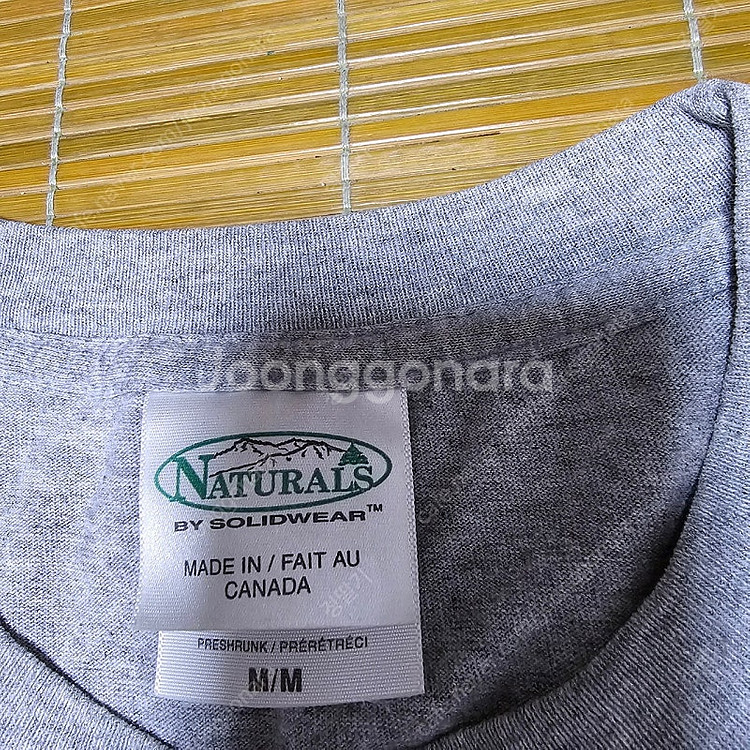 Joonggonara
NATURALS
BY SOLIDWEAR™
MADE IN / FAIT AU
CANADA
PRESHRUNK / PRÉRÉTRÉCI
M/M